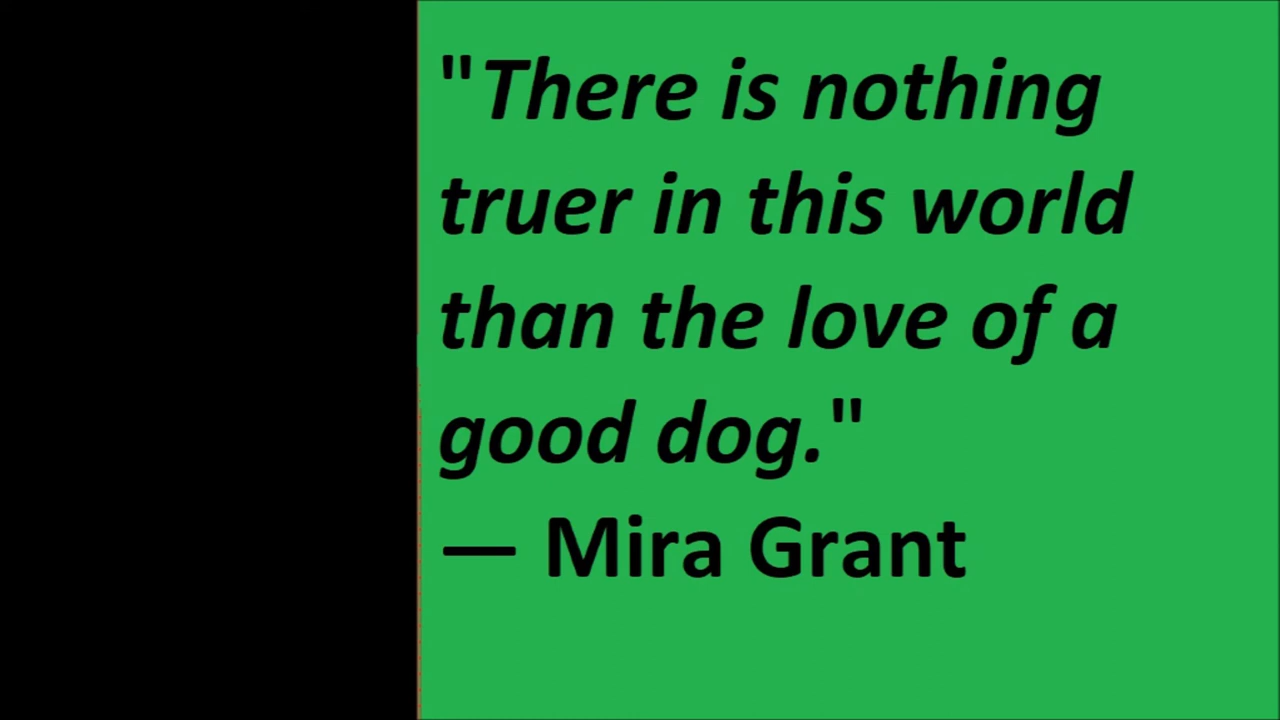 "There is nothing
truer in this world
than the love of a
good dog."
— Mira Grant